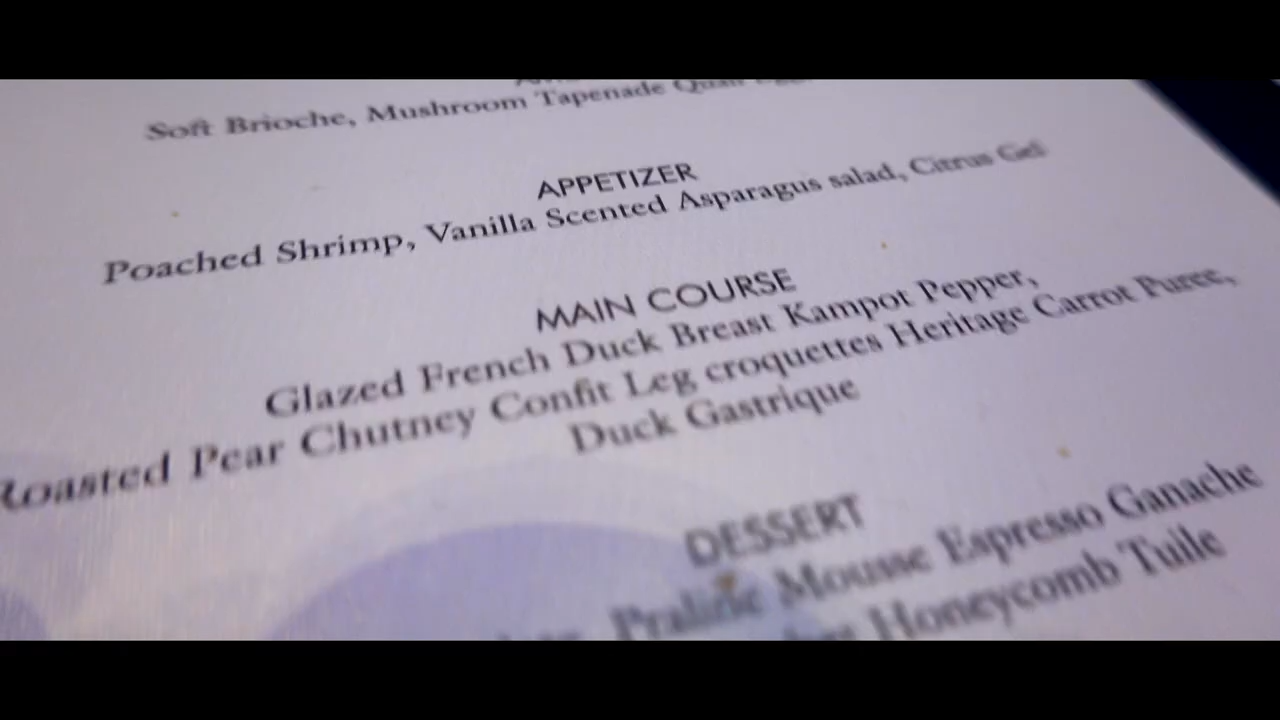 Soft Brioche, Mushroom Tapenade Quail
APPETIZER
Poached Shrimp, Vanilla Scented Asparagus salad, Citrus Gel
MAIN COURSE
Glazed French Duck Breast Kampot Pepper,
Roasted Pear Chutney Confit Leg croquettes Heritage Carrot Puree,
Duck Gastrique
DESSERT
Praline Mousse Espresso Ganache
Honeycomb Tuile